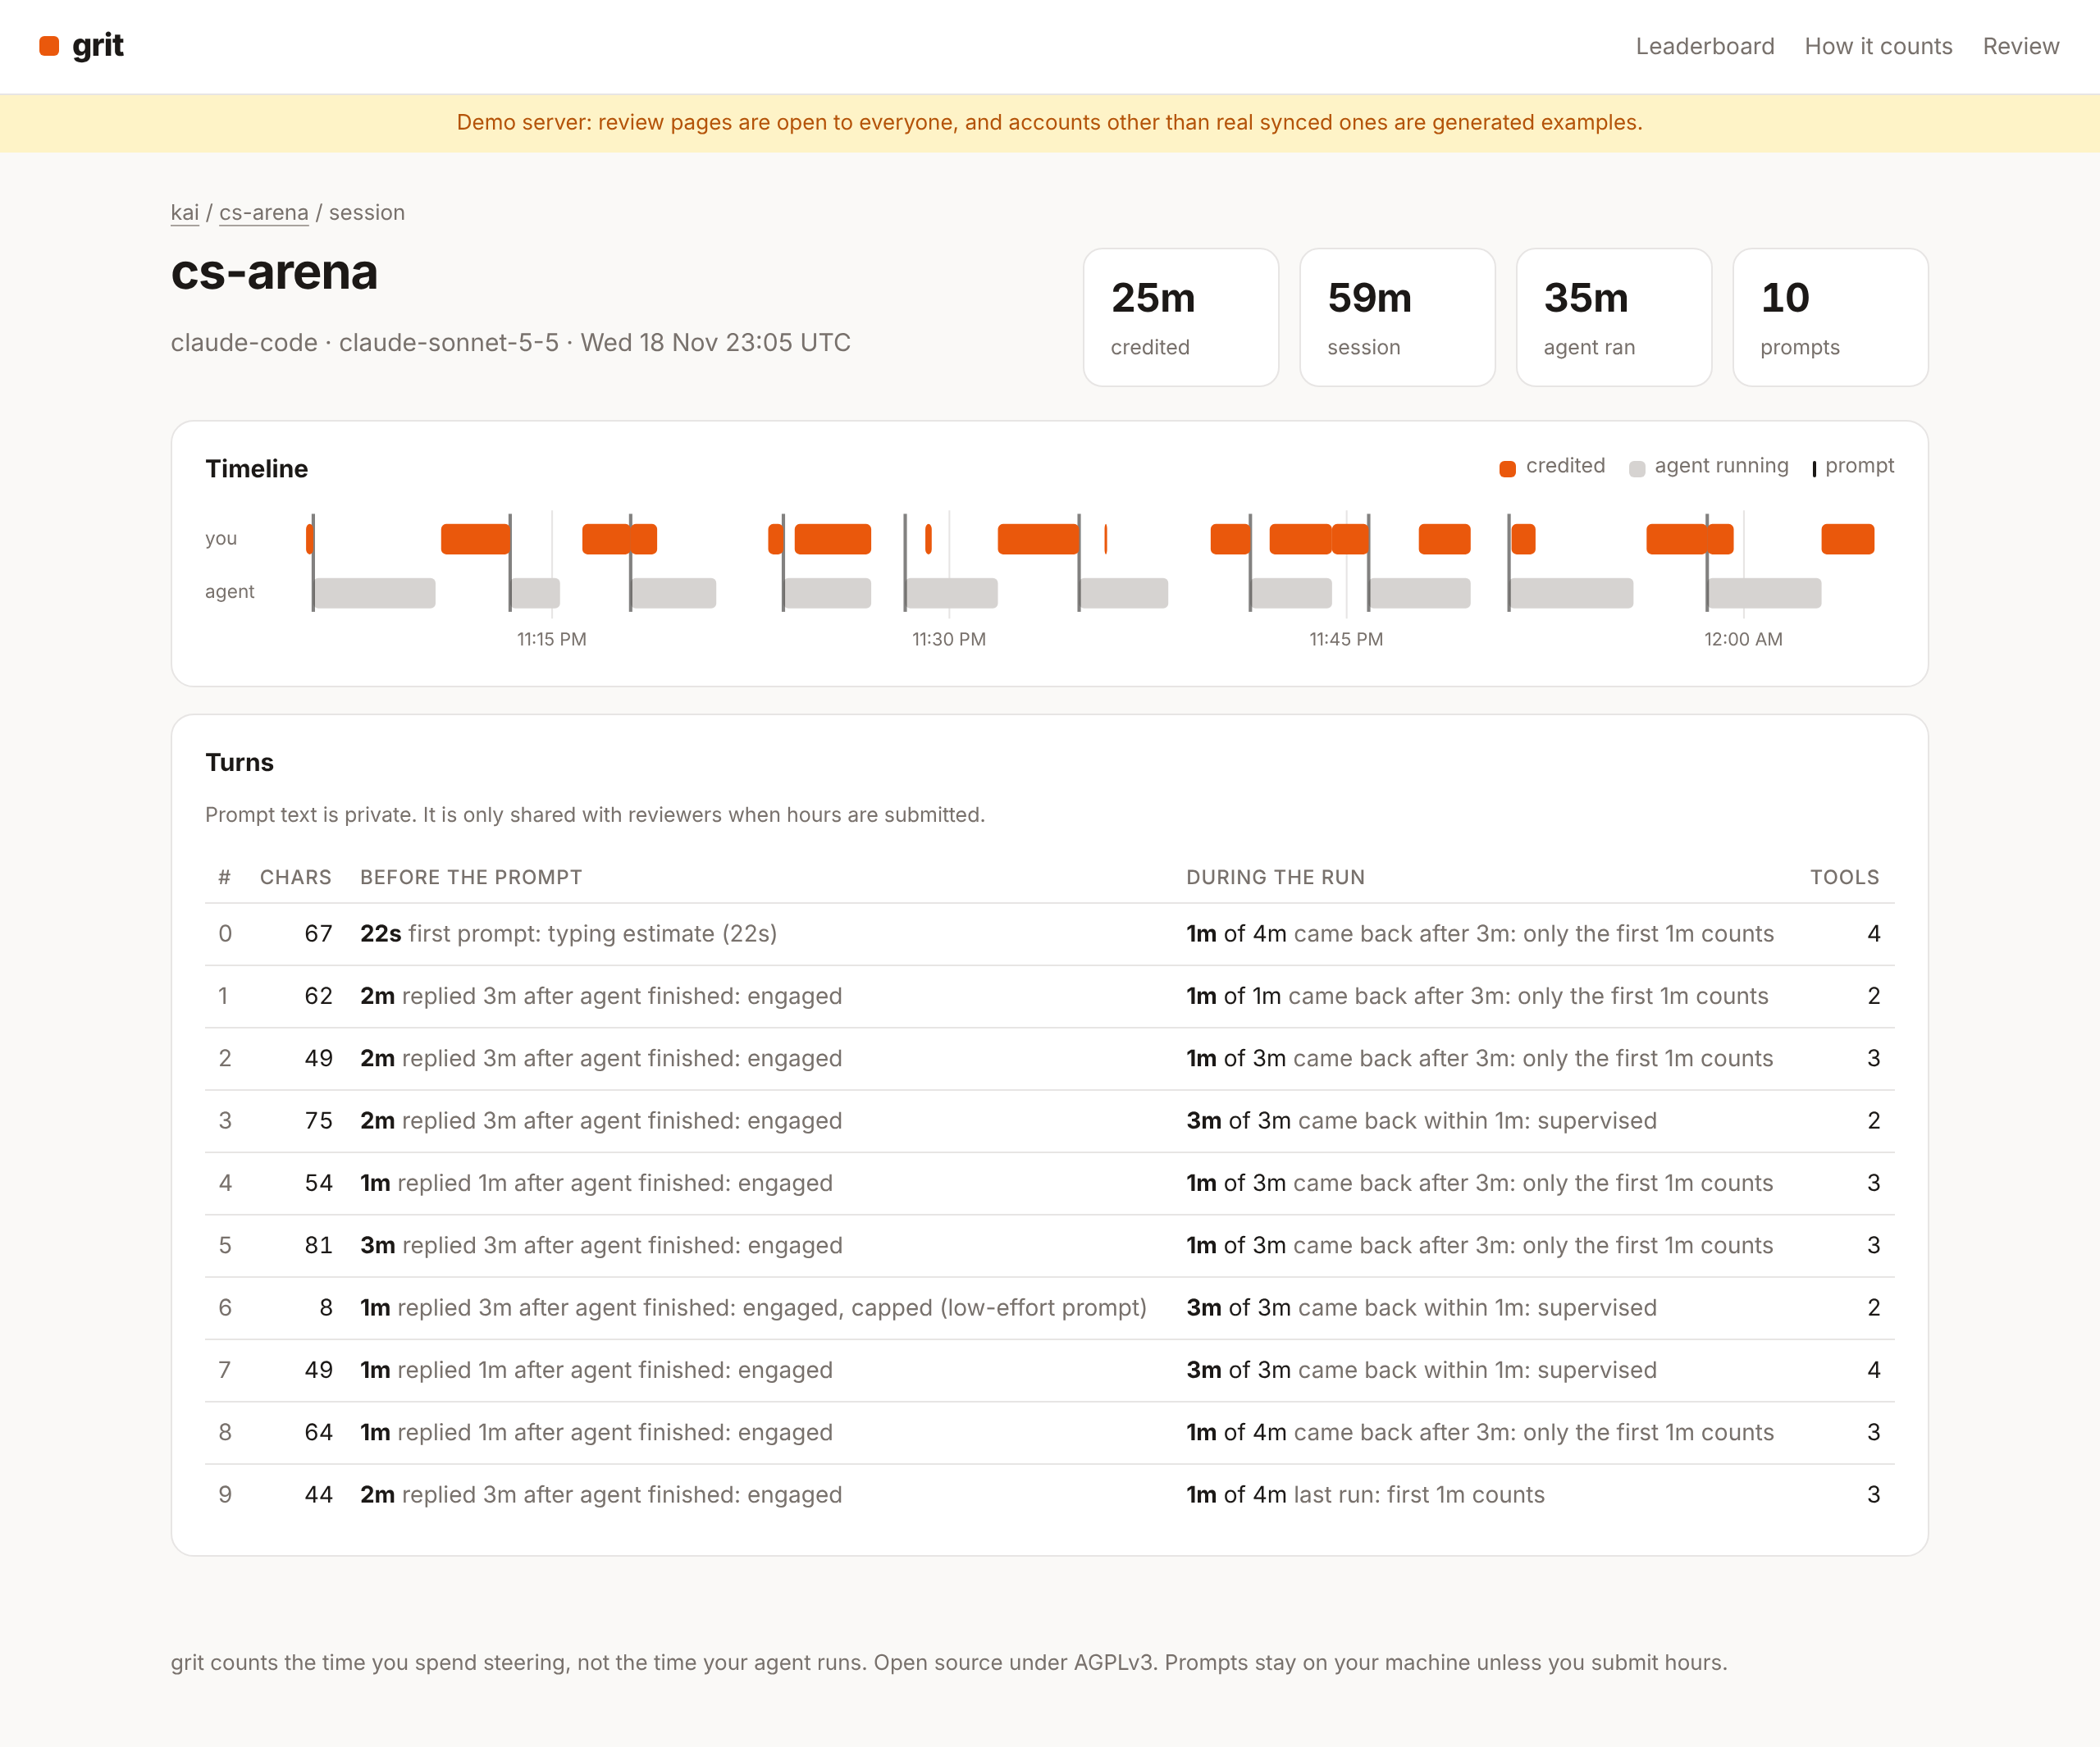 grit
Leaderboard How it counts Review
Demo server: review pages are open to everyone, and accounts other than real synced ones are generated examples.
kai / cs-arena / session
cs-arena
claude-code · claude-sonnet-5-5 · Wed 18 Nov 23:05 UTC
25m credited
59m session
35m agent ran
10 prompts
Timeline
credited agent running prompt
you
agent
11:15 PM 11:30 PM 11:45 PM 12:00 AM
Turns
Prompt text is private. It is only shared with reviewers when hours are submitted.
# CHARS BEFORE THE PROMPT DURING THE RUN TOOLS
0 67 22s first prompt: typing estimate (22s) 1m of 4m came back after 3m: only the first 1m counts 4
1 62 2m replied 3m after agent finished: engaged 1m of 1m came back after 3m: only the first 1m counts 2
2 49 2m replied 3m after agent finished: engaged 1m of 3m came back after 3m: only the first 1m counts 3
3 75 2m replied 3m after agent finished: engaged 3m of 3m came back within 1m: supervised 2
4 54 1m replied 1m after agent finished: engaged 1m of 3m came back after 3m: only the first 1m counts 3
5 81 3m replied 3m after agent finished: engaged 1m of 3m came back after 3m: only the first 1m counts 3
6 8 1m replied 3m after agent finished: engaged, capped (low-effort prompt) 3m of 3m came back within 1m: supervised 2
7 49 1m replied 1m after agent finished: engaged 3m of 3m came back within 1m: supervised 4
8 64 1m replied 1m after agent finished: engaged 1m of 4m came back after 3m: only the first 1m counts 3
9 44 2m replied 3m after agent finished: engaged 1m of 4m last run: first 1m counts 3
grit counts the time you spend steering, not the time your agent runs. Open source under AGPLv3. Prompts stay on your machine unless you submit hours.